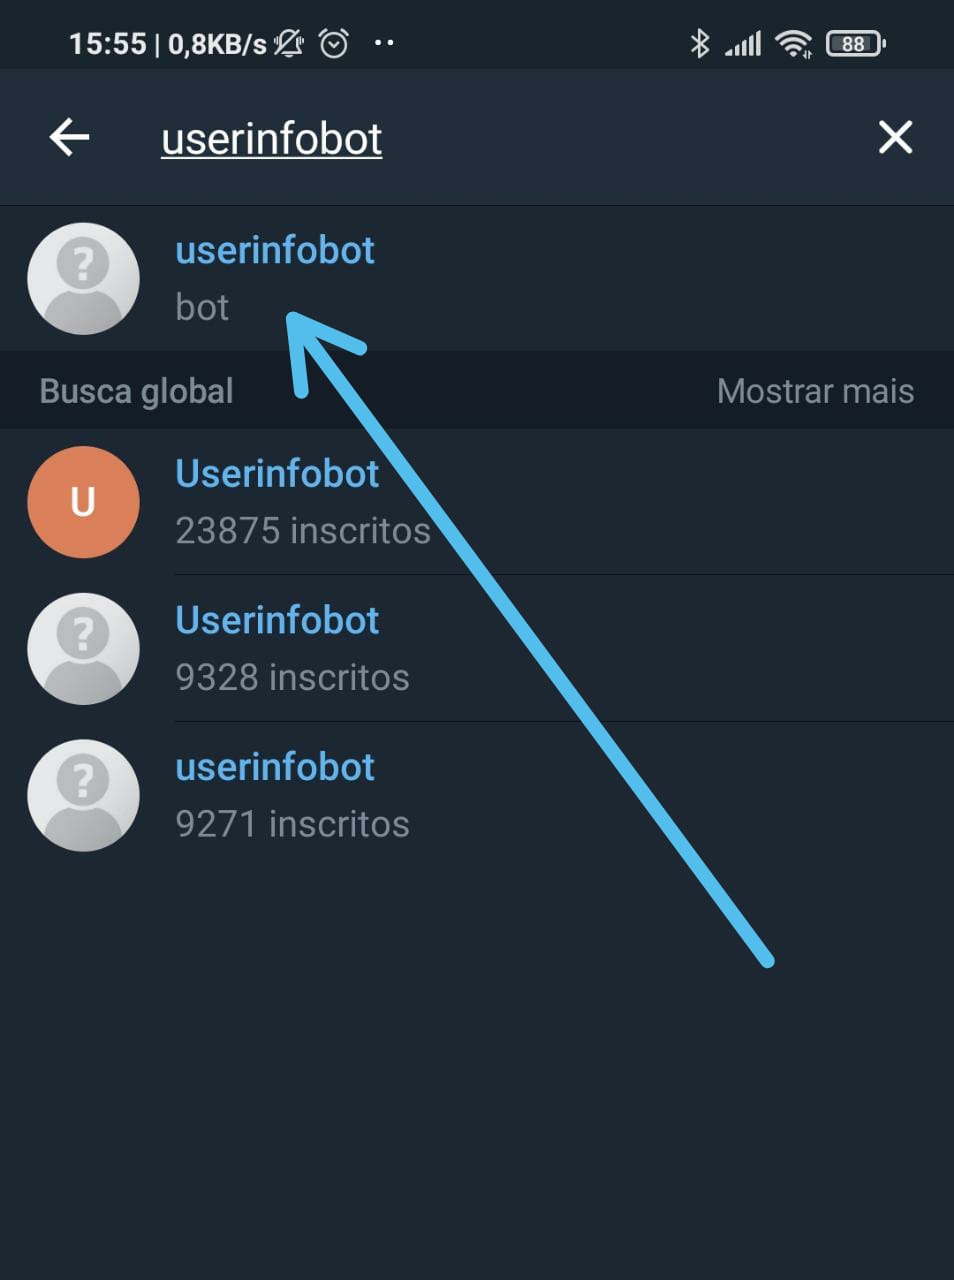 15:55 | 0,8KB/s 88
userinfobot
userinfobot
bot
Busca global Mostrar mais
U
Userinfobot
23875 inscritos
Userinfobot
9328 inscritos
userinfobot
9271 inscritos